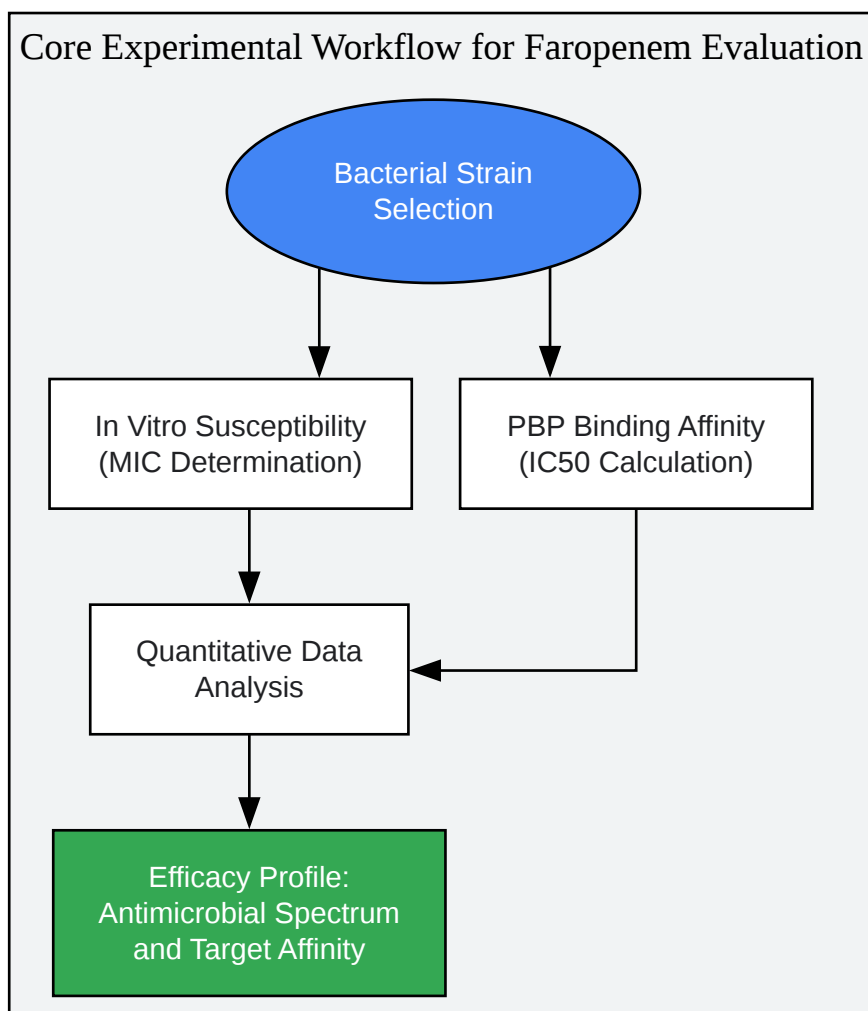 Core Experimental Workflow for Faropenem Evaluation
Bacterial Strain
Selection
In Vitro Susceptibility
(MIC Determination)
PBP Binding Affinity
(IC50 Calculation)
Quantitative Data
Analysis
Efficacy Profile:
Antimicrobial Spectrum
and Target Affinity